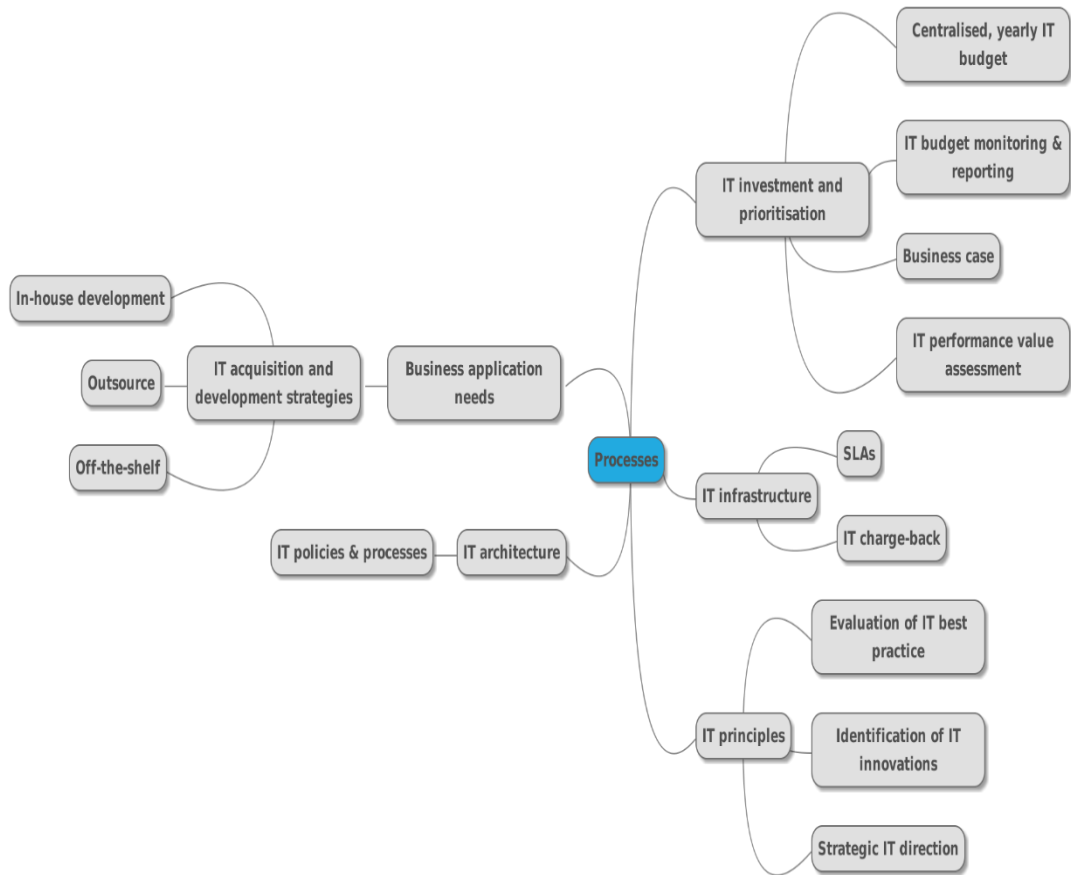 Centralised, yearly IT
budget
IT budget monitoring &
reporting
IT investment and
prioritisation
Business case
In-house development
IT performance value
assessment
IT acquisition and
development strategies
Business application
needs
Outsource
Off-the-shelf
Processes
SLAs
IT infrastructure
IT charge-back
IT policies & processes
IT architecture
Evaluation of IT best
practice
IT principles
Identification of IT
innovations
Strategic IT direction